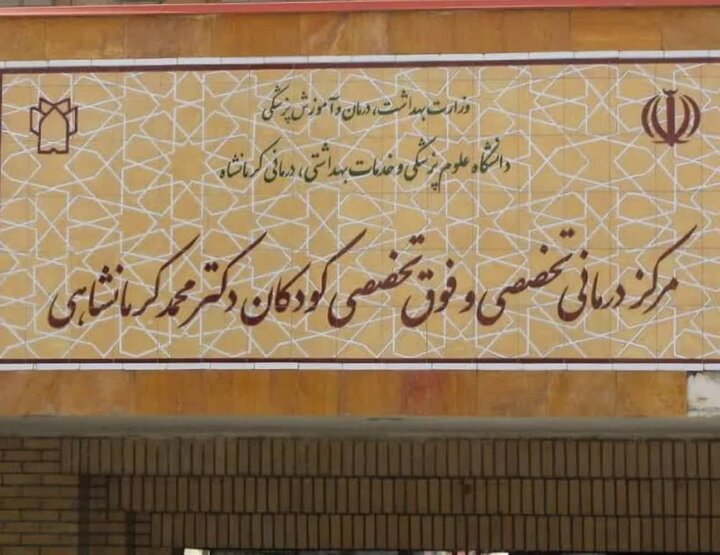 وزارت بهداشت، درمان و آموزش پزشکی
دانشگاه علوم پزشکی و خدمات بهداشتی، درمانی کرمانشاه
مرکز درمانی تخصصی و فوق تخصصی کودکان دکتر محمد کرمانشاهی